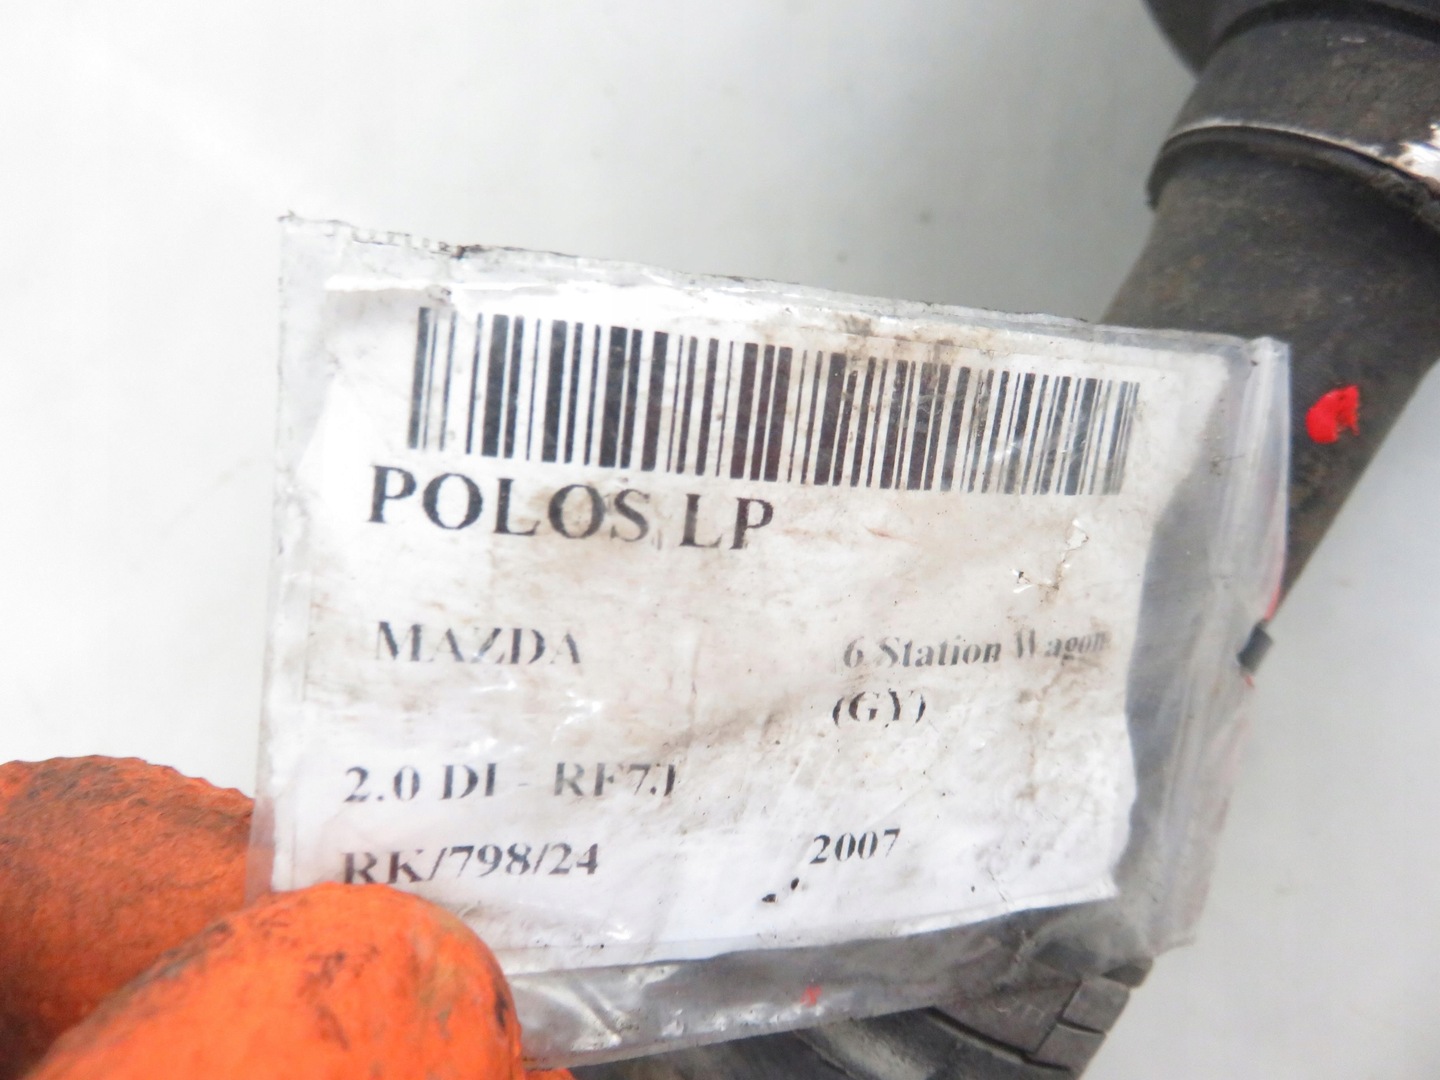 POLOS LP
MAZDA 6 Station Wagon
(GY)
2.0 DI - RF7J
RK/798/24 2007